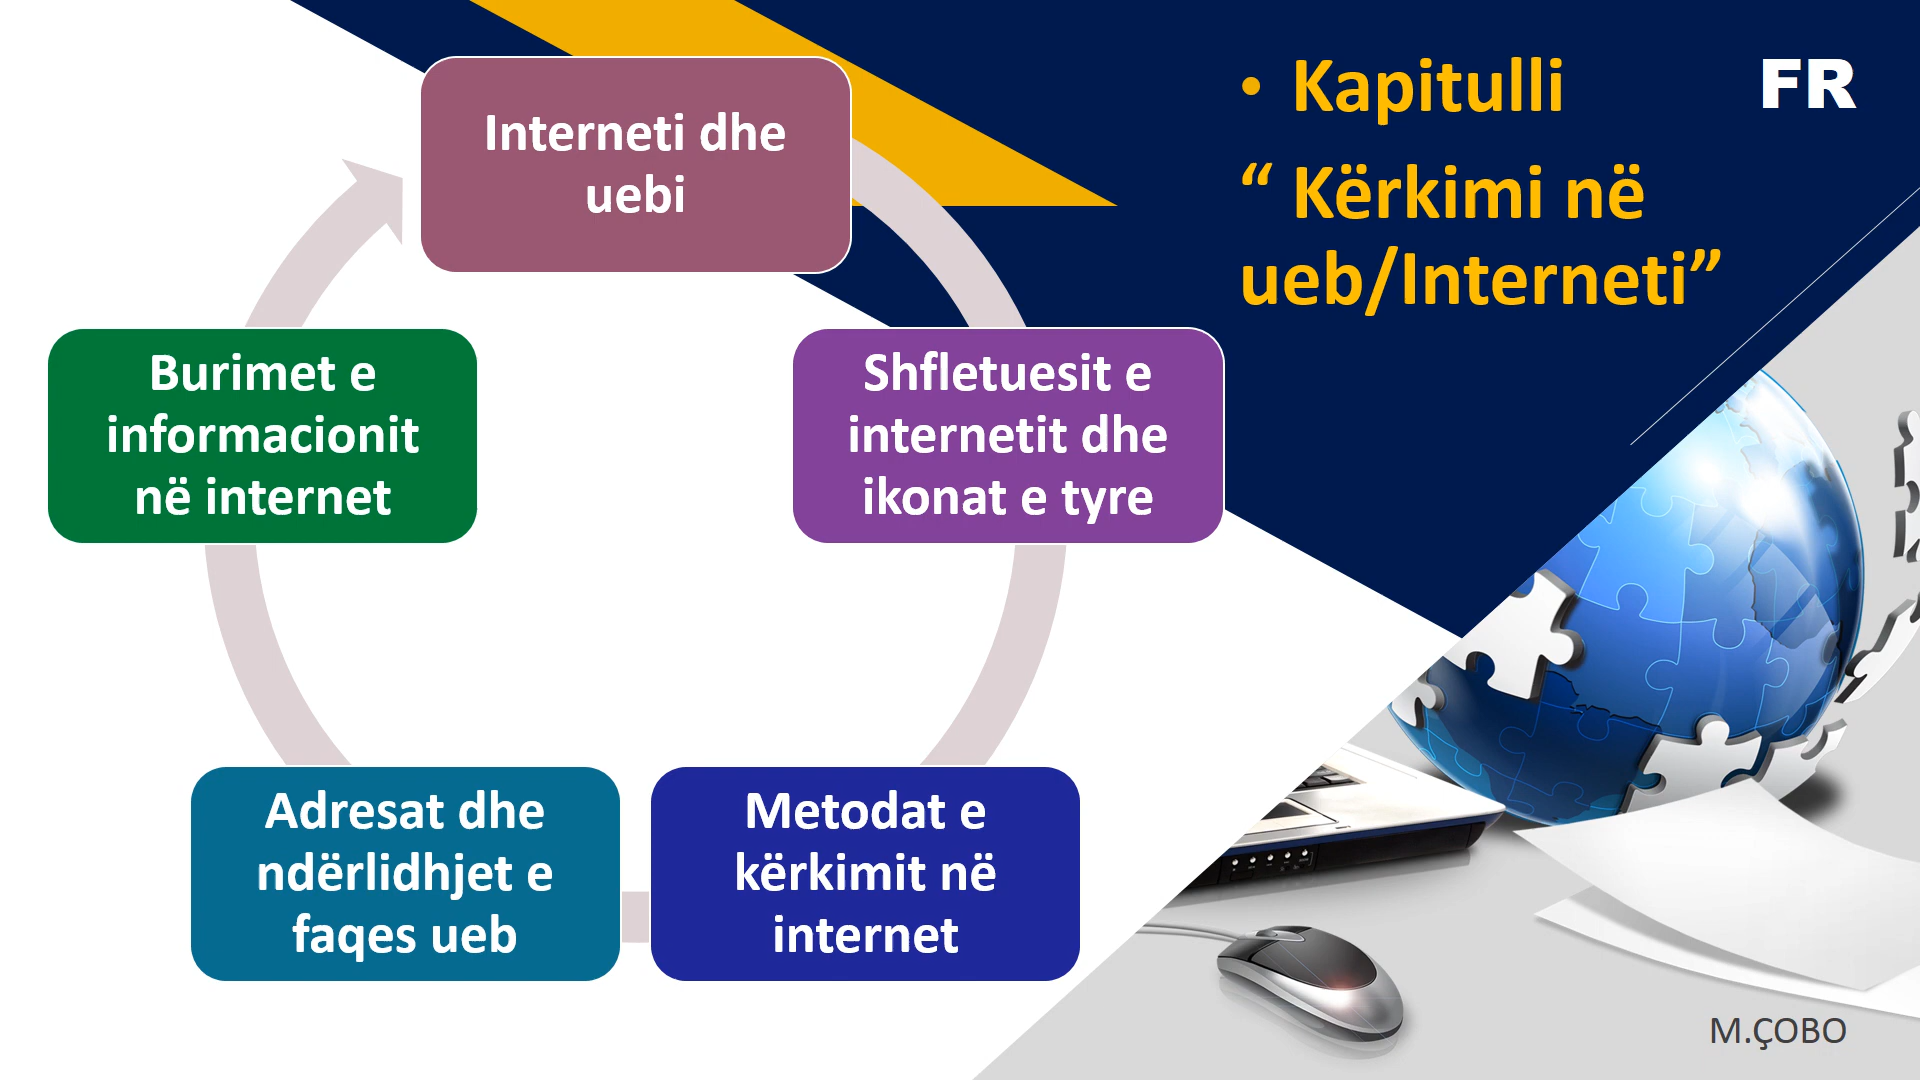 • Kapitulli
“ Kërkimi në
ueb/Interneti”
FR
Interneti dhe
uebi
Shfletuesit e
internetit dhe
ikonat e tyre
Metodat e
kërkimit në
internet
Adresat dhe
ndërlidhjet e
faqes ueb
Burimet e
informacionit
në internet
M.ÇOBO